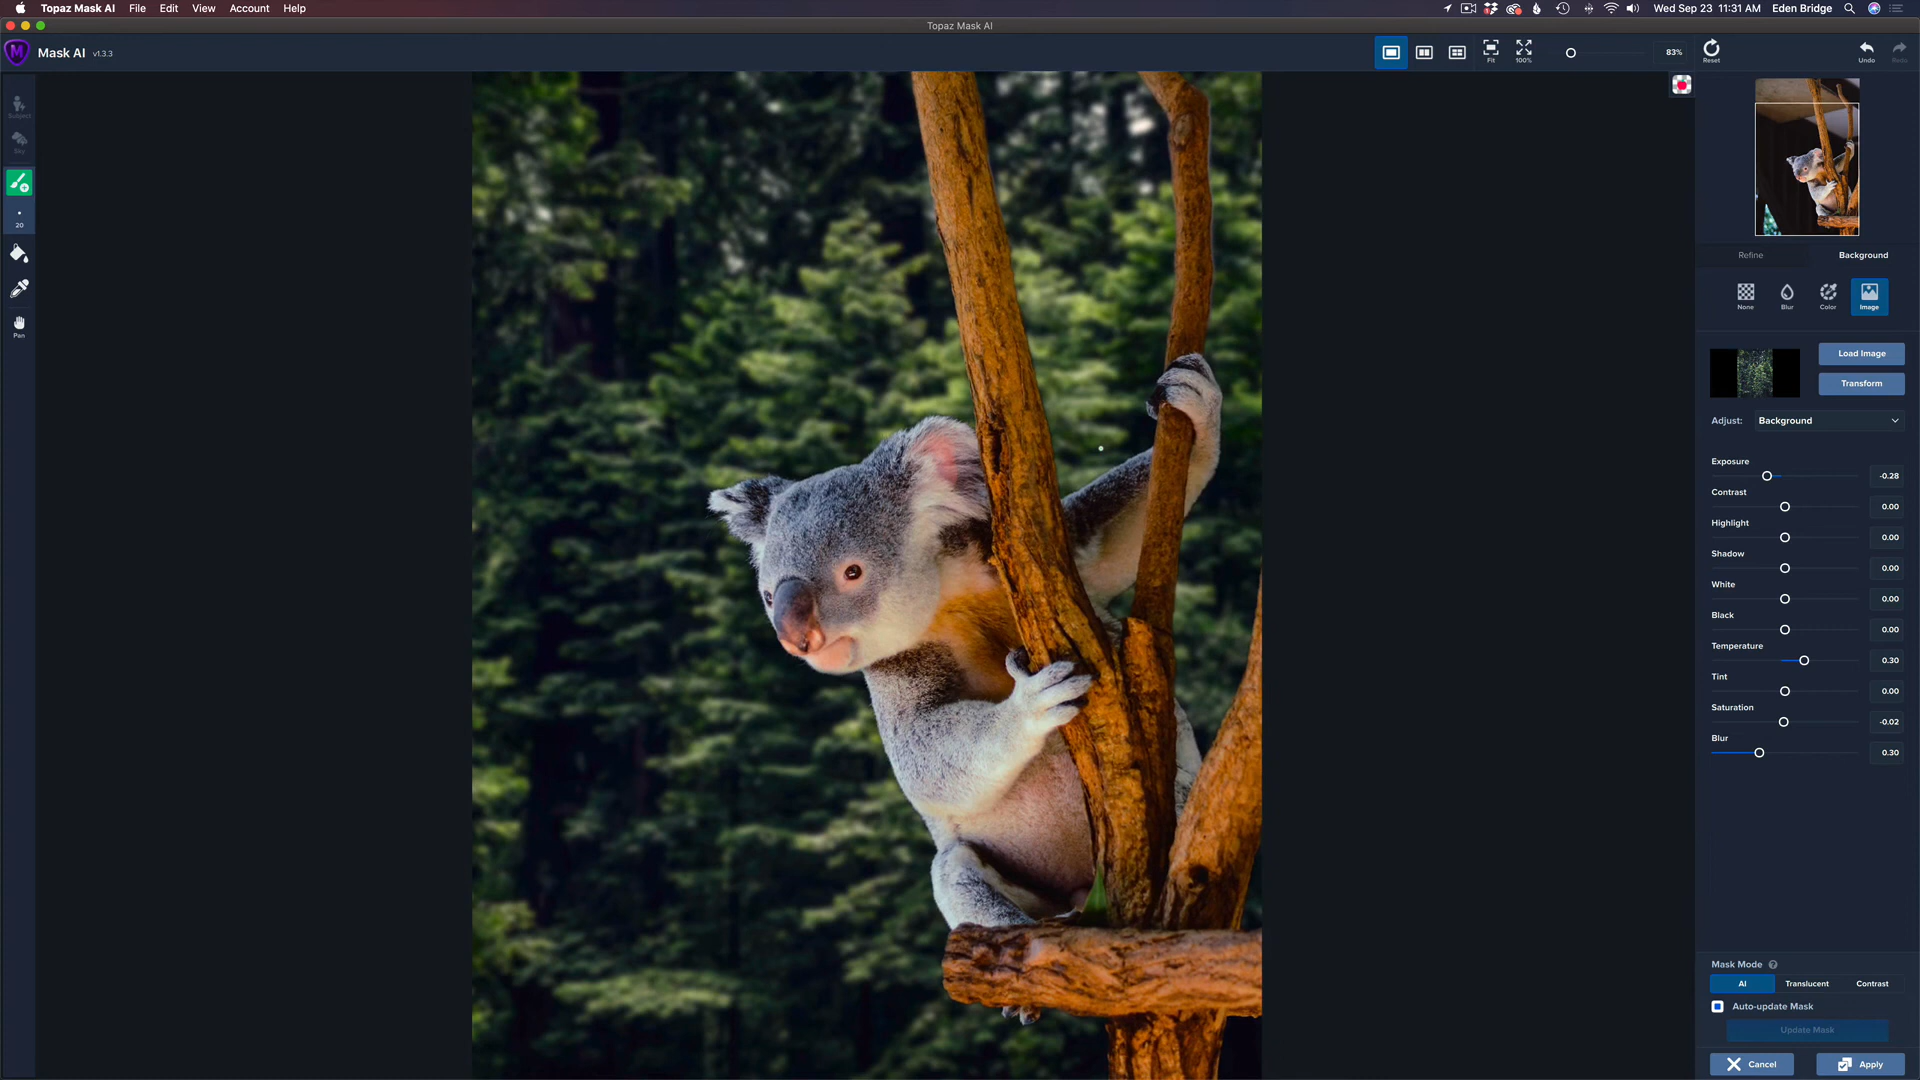 Topaz Mask AI File Edit View Account Help Wed Sep 23 11:31 AM Eden Bridge
Topaz Mask AI
Mask AI v1.3.3
Fit
100%
83%
Reset
Undo
Redo
Subject
Sky
20
Pan
Refine Background
None Blur Color Image
Load Image
Transform
Adjust: Background
Exposure
-0.28
Contrast
0.00
Highlight
0.00
Shadow
0.00
White
0.00
Black
0.00
Temperature
0.30
Tint
0.00
Saturation
-0.02
Blur
0.30
Mask Mode ?
AI Translucent Contrast
Auto-update Mask
Update Mask
Cancel Apply